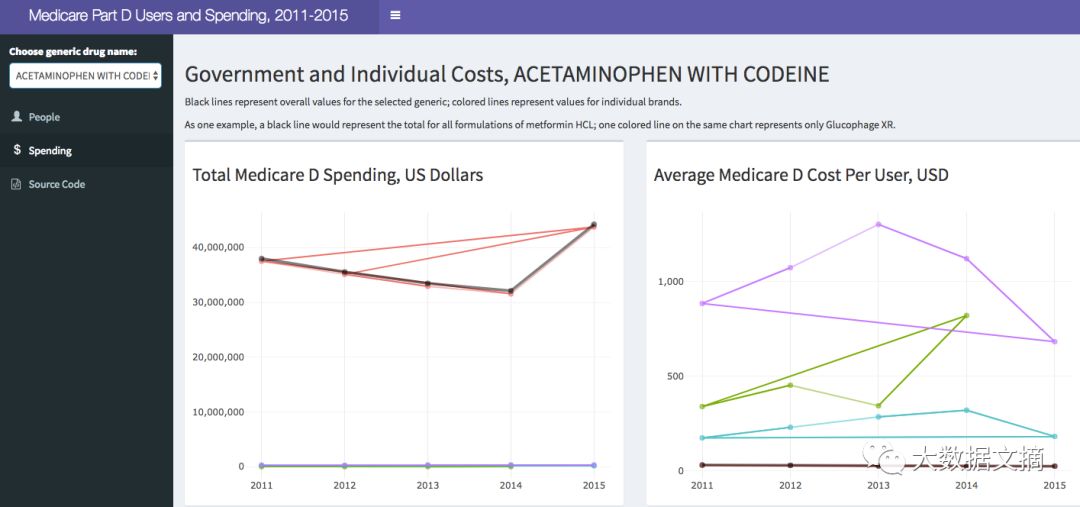 Medicare Part D Users and Spending, 2011-2015
Choose generic drug name:
ACETAMINOPHEN WITH CODEI
People
$ Spending
Source Code
Government and Individual Costs, ACETAMINOPHEN WITH CODEINE
Black lines represent overall values for the selected generic; colored lines represent values for individual brands.
As one example, a black line would represent the total for all formulations of metformin HCL; one colored line on the same chart represents only Glucophage XR.
Total Medicare D Spending, US Dollars
40,000,000
30,000,000
20,000,000
10,000,000
0
2011 2012 2013 2014 2015
Average Medicare D Cost Per User, USD
1,000
500
0
2011 2012 2013 2014 2015
大数据文摘